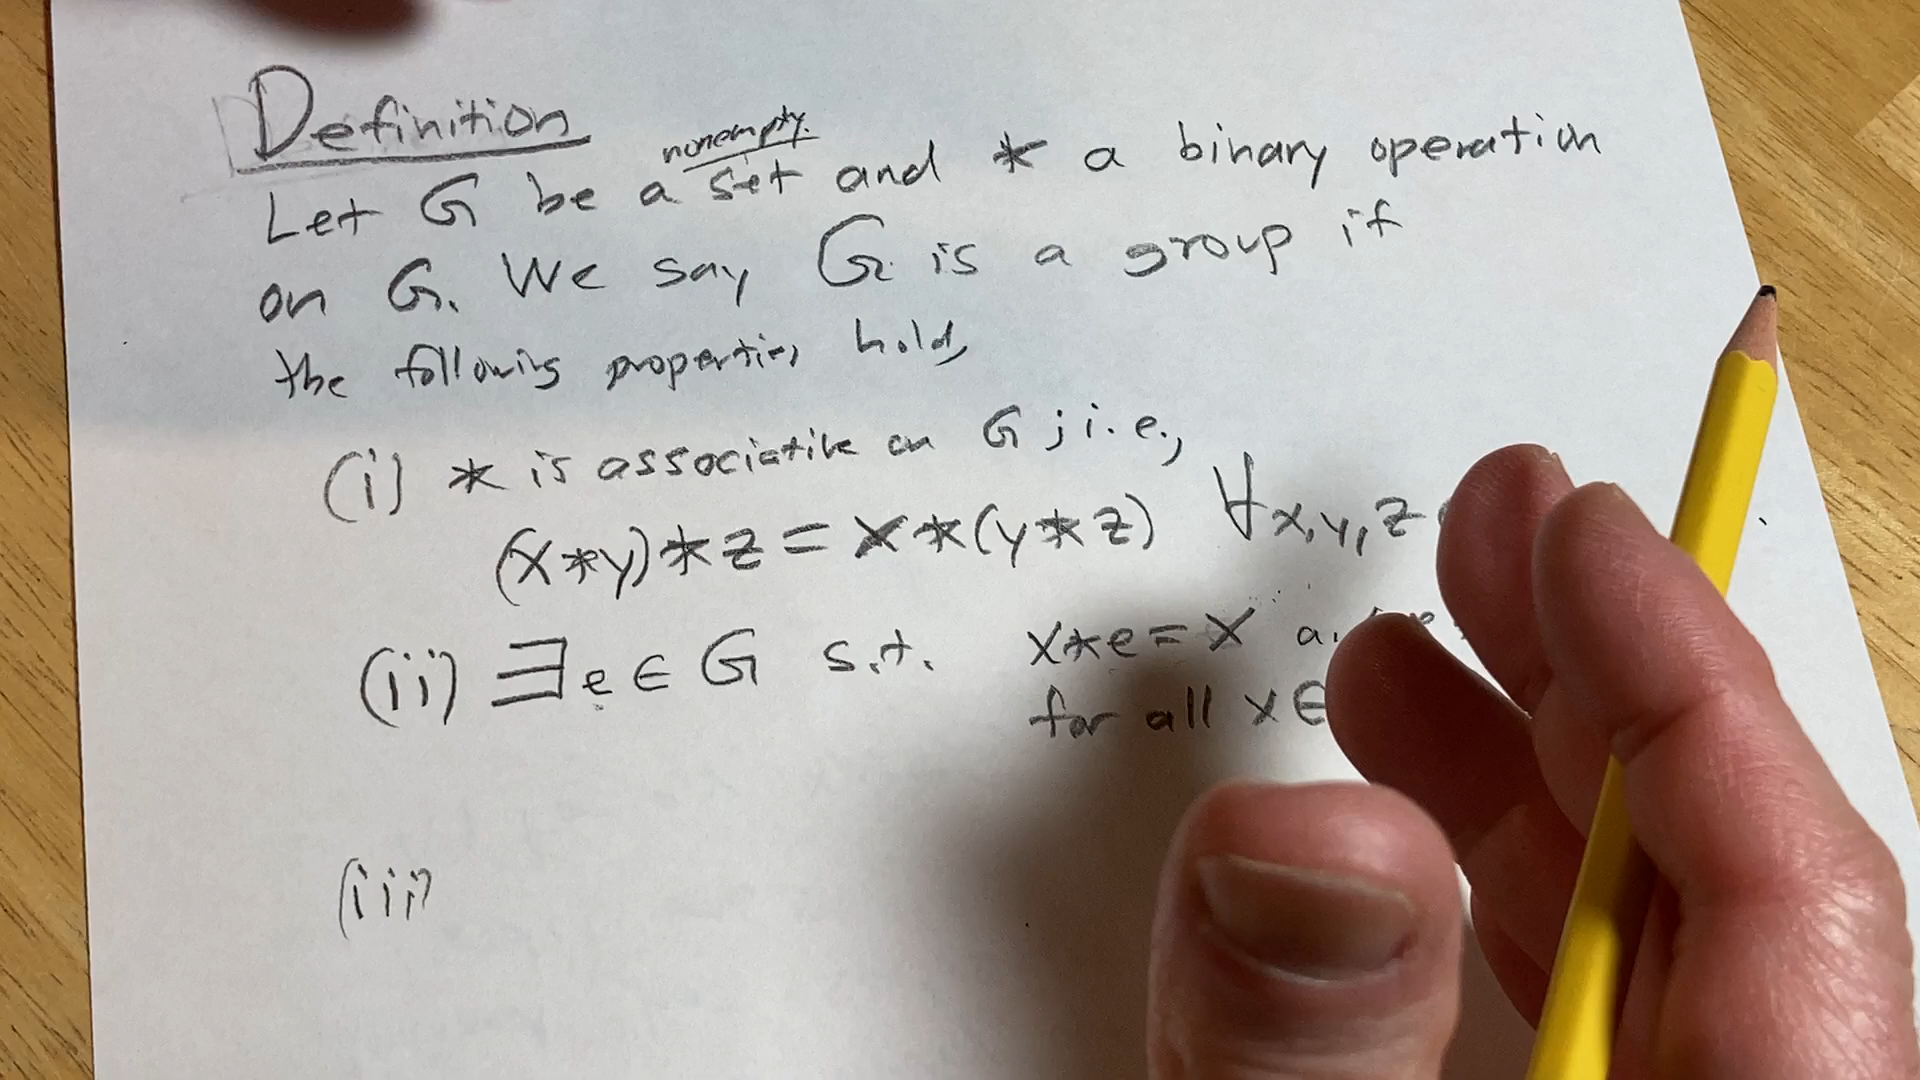 Definition
nonempty
Let G be a set and * a binary operation
on G. We say G is a group if
the following properties hold,
(i) * is associative on G; i.e.,
(x*y)*z = x*(y*z) ∀x,y,z
(ii) ∃e ∈ G s.t. x*e = x
for all x ∈
(iii)